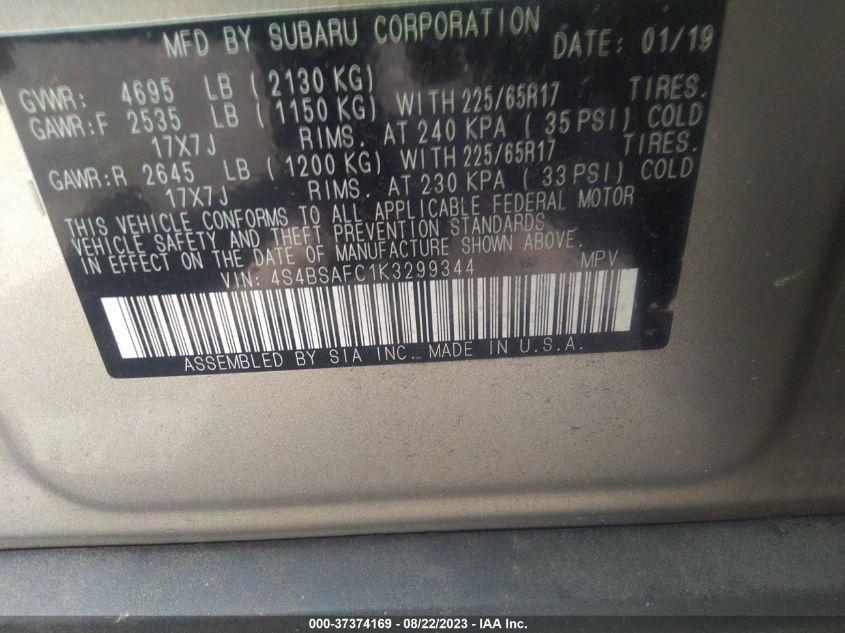 MFD BY SUBARU CORPORATION DATE: 01/19
GVWR: 4695 LB (2130 KG)
GAWR:F 2535 LB (1150 KG) WITH 225/65R17 TIRES.
17X7J RIMS. AT 240 KPA (35 PSI) COLD
GAWR:R 2645 LB (1200 KG) WITH 225/65R17 TIRES.
17X7J RIMS. AT 230 KPA (33 PSI) COLD
THIS VEHICLE CONFORMS TO ALL APPLICABLE FEDERAL MOTOR
VEHICLE SAFETY AND THEFT PREVENTION STANDARDS
IN EFFECT ON THE DATE OF MANUFACTURE SHOWN ABOVE.
VIN: 4S4BSAFC1K3299344 MPV
ASSEMBLED BY SIA INC. MADE IN U.S.A.
000-37374169 - 08/22/2023 - IAA Inc.